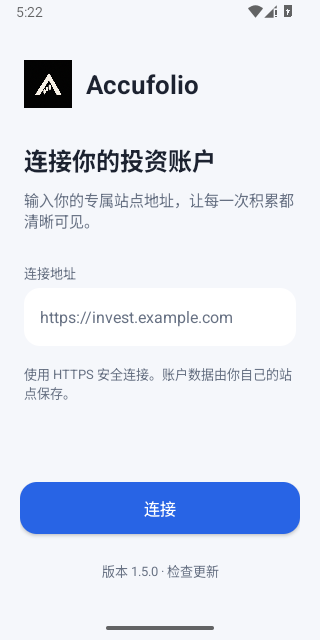 5:22
Accufolio
连接你的投资账户
输入你的专属站点地址，让每一次积累都
清晰可见。
连接地址
https://invest.example.com
使用 HTTPS 安全连接。账户数据由你自己的站
点保存。
连接
版本 1.5.0 · 检查更新